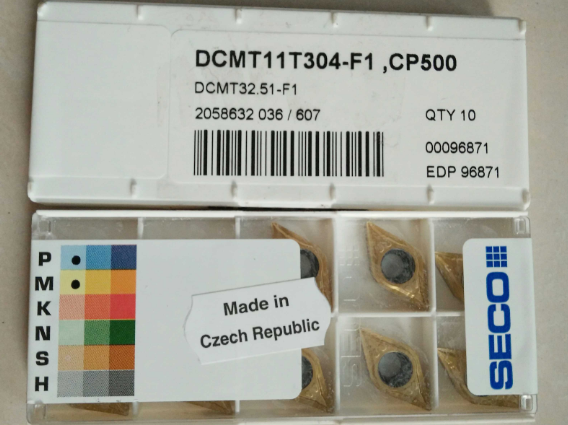 DCMT11T304-F1 ,CP500
DCMT32.51-F1
2058632 036 / 607
QTY 10
00096871
EDP 96871
P
M
K
N
S
H
Made in
Czech Republic
SECO